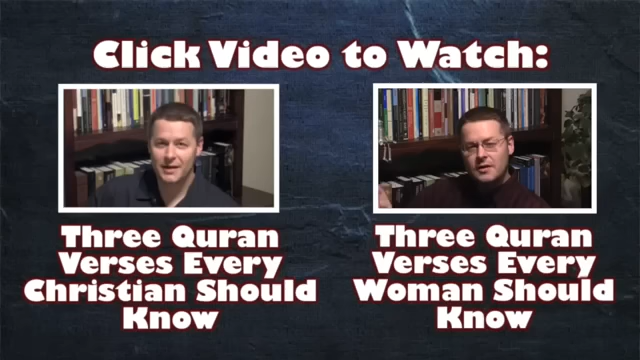 Click Video to Watch:
Three Quran
Verses Every
Christian Should
Know
Three Quran
Verses Every
Woman Should
Know